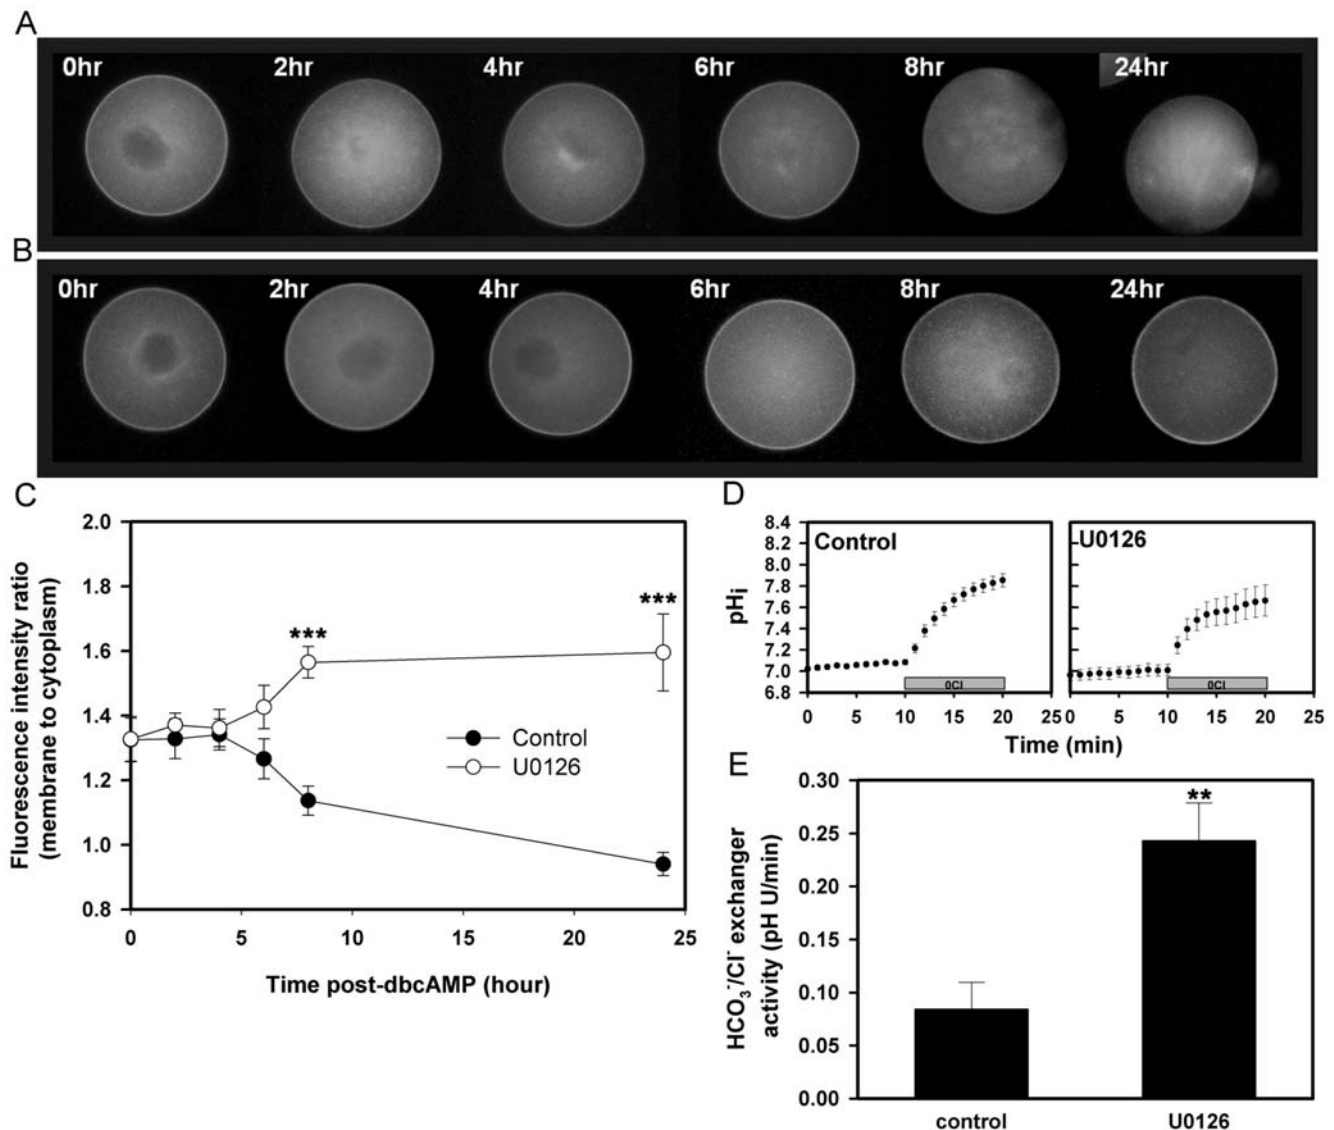 A
0hr 2hr 4hr 6hr 8hr 24hr
B
0hr 2hr 4hr 6hr 8hr 24hr
C
Fluorescence intensity ratio
(membrane to cytoplasm)
2.0
1.8
1.6
1.4
1.2
1.0
0.8
***
***
Control
U0126
0 5 10 15 20 25
Time post-dbcAMP (hour)
D
pHi
8.4
8.2
8.0
7.8
7.6
7.4
7.2
7.0
6.8
Control
0Cl
0 5 10 15 20 25
U0126
0Cl
0 5 10 15 20 25
Time (min)
E
HCO3-/Cl- exchanger
activity (pH U/min)
0.30
0.25
0.20
0.15
0.10
0.05
0.00
**
control U0126